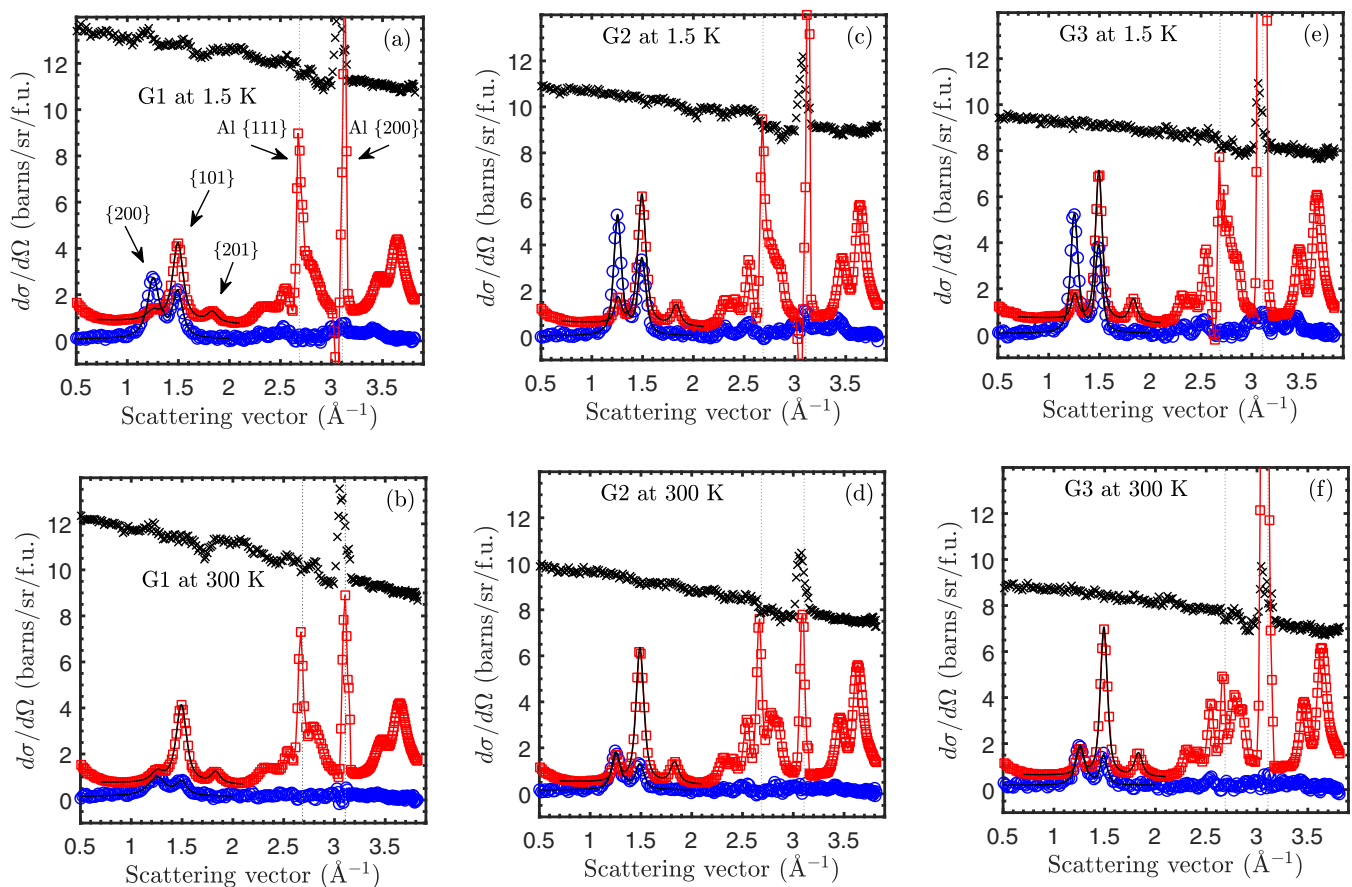 (a)
G1 at 1.5 K
Al {111}
Al {200}
{101}
{200}
{201}
dσ/dΩ (barns/sr/f.u.)
0
2
4
6
8
10
12
0.5 1 1.5 2 2.5 3 3.5
Scattering vector (Å⁻¹)
G2 at 1.5 K (c)
dσ/dΩ (barns/sr/f.u.)
0
2
4
6
8
10
12
0.5 1 1.5 2 2.5 3 3.5
Scattering vector (Å⁻¹)
G3 at 1.5 K (e)
dσ/dΩ (barns/sr/f.u.)
0
2
4
6
8
10
12
0.5 1 1.5 2 2.5 3 3.5
Scattering vector (Å⁻¹)
(b)
G1 at 300 K
dσ/dΩ (barns/sr/f.u.)
0
2
4
6
8
10
12
0.5 1 1.5 2 2.5 3 3.5
Scattering vector (Å⁻¹)
G2 at 300 K (d)
dσ/dΩ (barns/sr/f.u.)
0
2
4
6
8
10
12
0.5 1 1.5 2 2.5 3 3.5
Scattering vector (Å⁻¹)
G3 at 300 K (f)
dσ/dΩ (barns/sr/f.u.)
0
2
4
6
8
10
12
0.5 1 1.5 2 2.5 3 3.5
Scattering vector (Å⁻¹)